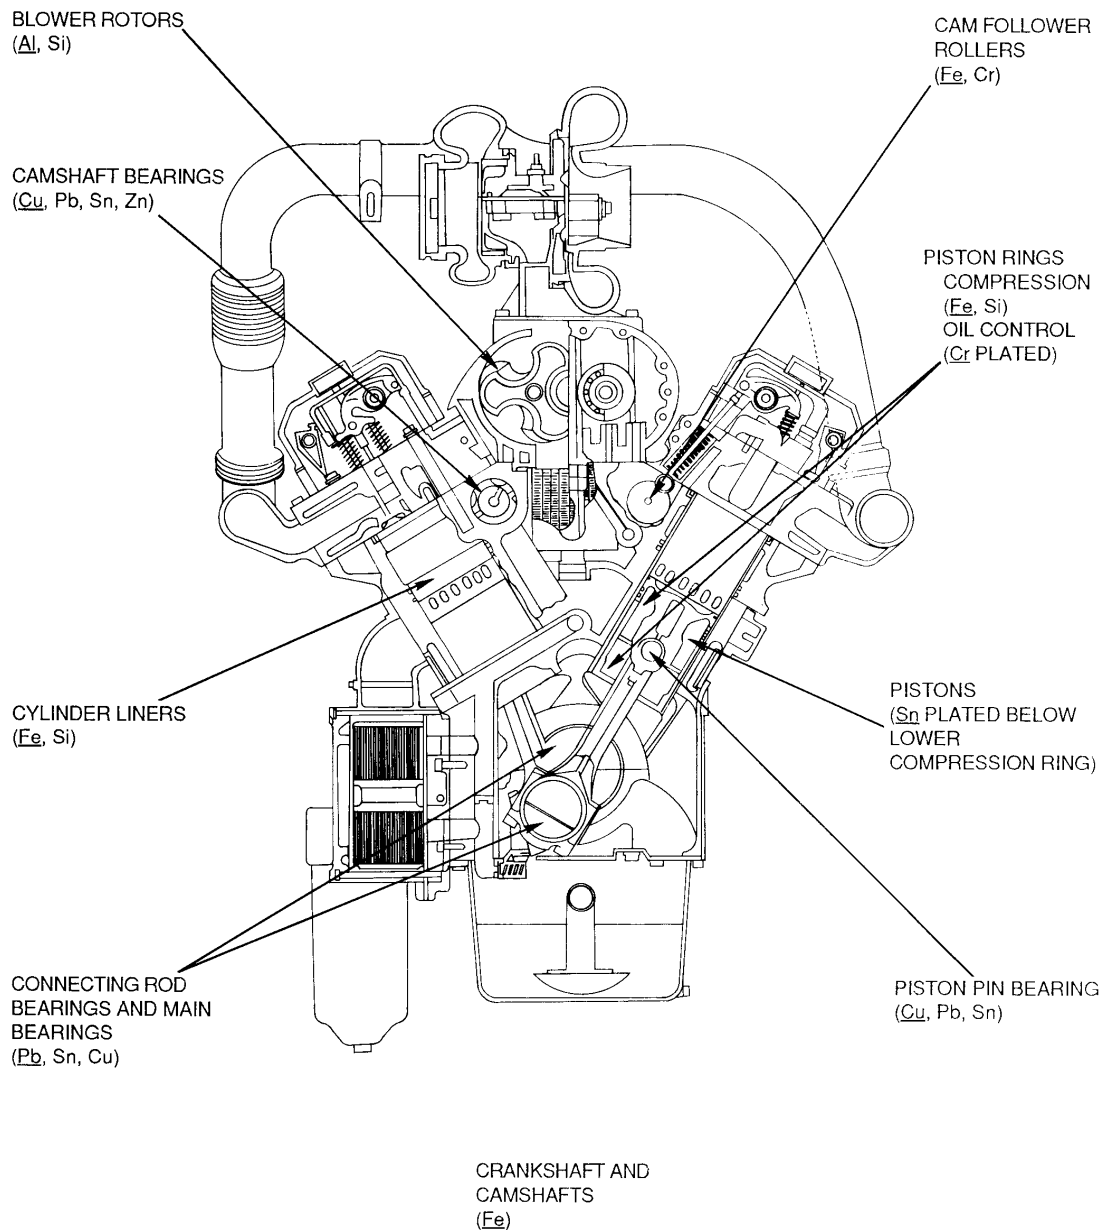 BLOWER ROTORS
(Al, Si)
CAM FOLLOWER
ROLLERS
(Fe, Cr)
CAMSHAFT BEARINGS
(Cu, Pb, Sn, Zn)
PISTON RINGS
COMPRESSION
(Fe, Si)
OIL CONTROL
(Cr PLATED)
CYLINDER LINERS
(Fe, Si)
PISTONS
(Sn PLATED BELOW
LOWER
COMPRESSION RING)
CONNECTING ROD
BEARINGS AND MAIN
BEARINGS
(Pb, Sn, Cu)
PISTON PIN BEARING
(Cu, Pb, Sn)
CRANKSHAFT AND
CAMSHAFTS
(Fe)